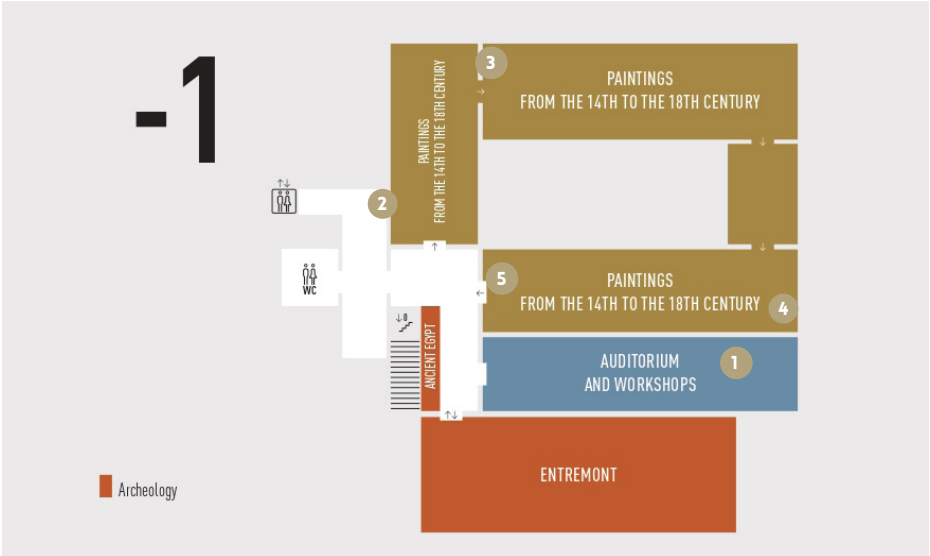 -1
3
PAINTINGS
FROM THE 14TH TO THE 18TH CENTURY
PAINTINGS
FROM THE 14TH TO THE 18TH CENTURY
2
WC
5
PAINTINGS
FROM THE 14TH TO THE 18TH CENTURY
4
0
ANCIENT EGYPT
AUDITORIUM
AND WORKSHOPS
1
ENTREMONT
Archeology